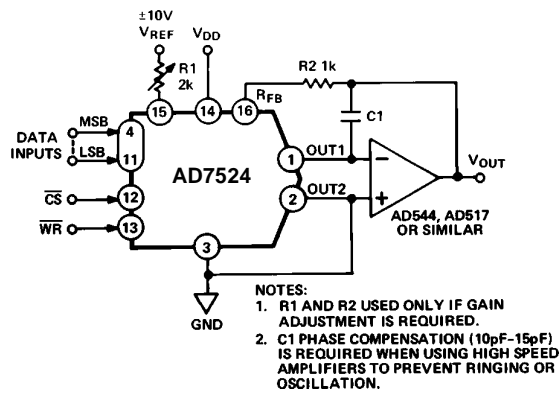 ±10V
VREF
VDD
R1
2k
R2 1k
RFB
C1
15
14
16
MSB
DATA
INPUTS
LSB
4
11
AD7524
1
OUT1
2
OUT2
−
+
VOUT
AD544, AD517
OR SIMILAR
CS
12
WR
13
3
GND
NOTES:
1. R1 AND R2 USED ONLY IF GAIN
ADJUSTMENT IS REQUIRED.
2. C1 PHASE COMPENSATION (10pF–15pF)
IS REQUIRED WHEN USING HIGH SPEED
AMPLIFIERS TO PREVENT RINGING OR
OSCILLATION.